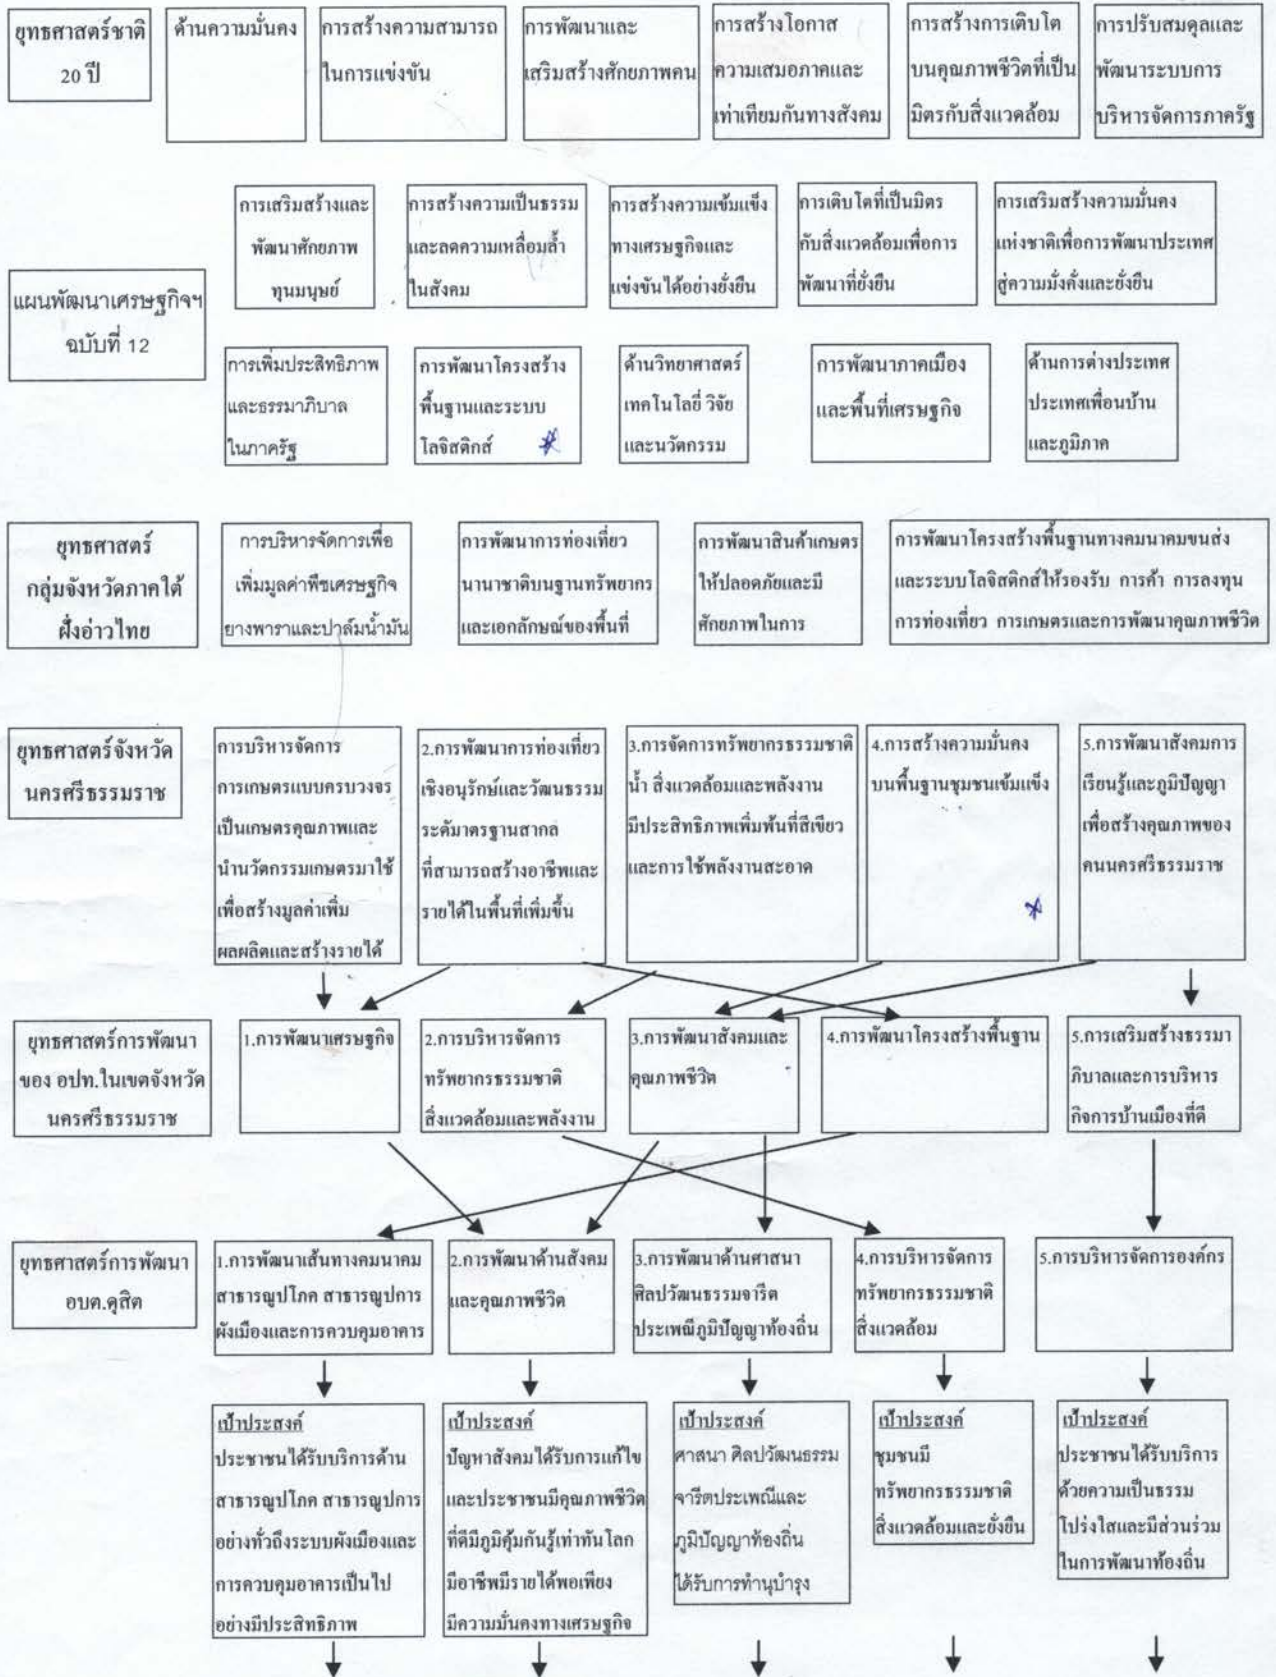 ยุทธศาสตร์ชาติ
20 ปี
ด้านความมั่นคง
การสร้างความสามารถ
ในการแข่งขัน
การพัฒนาและ
เสริมสร้างศักยภาพคน
การสร้างโอกาส
ความเสมอภาคและ
เท่าเทียมกันทางสังคม
การสร้างการเติบโต
บนคุณภาพชีวิตที่เป็น
มิตรกับสิ่งแวดล้อม
การปรับสมดุลและ
พัฒนาระบบการ
บริหารจัดการภาครัฐ
แผนพัฒนาเศรษฐกิจฯ
ฉบับที่ 12
การเสริมสร้างและ
พัฒนาศักยภาพ
ทุนมนุษย์
การสร้างความเป็นธรรม
และลดความเหลื่อมล้ำ
ในสังคม
การสร้างความเข้มแข็ง
ทางเศรษฐกิจและ
แข่งขันได้อย่างยั่งยืน
การเติบโตที่เป็นมิตร
กับสิ่งแวดล้อมเพื่อการ
พัฒนาที่ยั่งยืน
การเสริมสร้างความมั่นคง
แห่งชาติเพื่อการพัฒนาประเทศ
สู่ความมั่งคั่งและยั่งยืน
การเพิ่มประสิทธิภาพ
และธรรมาภิบาล
ในภาครัฐ
การพัฒนาโครงสร้าง
พื้นฐานและระบบ
โลจิสติกส์
ด้านวิทยาศาสตร์
เทคโนโลยี่ วิจัย
และนวัตกรรม
การพัฒนาภาคเมือง
และพื้นที่เศรษฐกิจ
ด้านการต่างประเทศ
ประเทศเพื่อนบ้าน
และภูมิภาค
ยุทธศาสตร์
กลุ่มจังหวัดภาคใต้
ฝั่งอ่าวไทย
การบริหารจัดการเพื่อ
เพิ่มมูลค่าพืชเศรษฐกิจ
ยางพาราและปาล์มน้ำมัน
การพัฒนาการท่องเที่ยว
นานาชาติบนฐานทรัพยากร
และเอกลักษณ์ของพื้นที่
การพัฒนาสินค้าเกษตร
ให้ปลอดภัยและมี
ศักยภาพในการ
การพัฒนาโครงสร้างพื้นฐานทางคมนาคมขนส่ง
และระบบโลจิสติกส์ให้รองรับ การค้า การลงทุน
การท่องเที่ยว การเกษตรและการพัฒนาคุณภาพชีวิต
ยุทธศาสตร์จังหวัด
นครศรีธรรมราช
การบริหารจัดการ
การเกษตรแบบครบวงจร
เป็นเกษตรคุณภาพและ
นำนวัตกรรมเกษตรมาใช้
เพื่อสร้างมูลค่าเพิ่ม
ผลผลิตและสร้างรายได้
2.การพัฒนาการท่องเที่ยว
เชิงอนุรักษ์และวัฒนธรรม
ระดับมาตรฐานสากล
ที่สามารถสร้างอาชีพและ
รายได้ในพื้นที่เพิ่มขึ้น
3.การจัดการทรัพยากรธรรมชาติ
น้ำ สิ่งแวดล้อมและพลังงาน
มีประสิทธิภาพเพิ่มพ้นที่สีเขียว
และการใช้พลังงานสะอาด
4.การสร้างความมั่นคง
บนพื้นฐานชุมชนเข้มแข็ง
5.การพัฒนาสังคมการ
เรียนรู้และภูมิปัญญา
เพื่อสร้างคุณภาพของ
คนนครศรีธรรมราช
ยุทธศาสตร์การพัฒนา
ของ อปท.ในเขตจังหวัด
นครศรีธรรมราช
1.การพัฒนาเศรษฐกิจ
2.การบริหารจัดการ
ทรัพยากรธรรมชาติ
สิ่งแวดล้อมและพลังงาน
3.การพัฒนาสังคมและ
คุณภาพชีวิต
4.การพัฒนาโครงสร้างพื้นฐาน
5.การเสริมสร้างธรรมา
ภิบาลและการบริหาร
กิจการบ้านเมืองที่ดี
ยุทธศาสตร์การพัฒนา
อบต.ดุสิต
1.การพัฒนาเส้นทางคมนาคม
สาธารณูปโภค สาธารณูปการ
ผังเมืองและการควบคุมอาคาร
2.การพัฒนาด้านสังคม
และคุณภาพชีวิต
3.การพัฒนาด้านศาสนา
ศิลปวัฒนธรรมจารีต
ประเพณีภูมิปัญญาท้องถิ่น
4.การบริหารจัดการ
ทรัพยากรธรรมชาติ
สิ่งแวดล้อม
5.การบริหารจัดการองค์กร
เป้าประสงค์
ประชาชนได้รับบริการด้าน
สาธารณูปโภค สาธารณูปการ
อย่างทั่วถึงระบบผังเมืองและ
การควบคุมอาคารเป็นไป
อย่างมีประสิทธิภาพ
เป้าประสงค์
ปัญหาสังคมได้รับการแก้ไข
และประชาชนมีคุณภาพชีวิต
ที่ดีมีภูมิคุ้มกันรู้เท่าทันโลก
มีอาชีพมีรายได้พอเพียง
มีความมั่นคงทางเศรษฐกิจ
เป้าประสงค์
ศาสนา ศิลปวัฒนธรรม
จารีตประเพณีและ
ภูมิปัญญาท้องถิ่น
ได้รับการทำนุบำรุง
เป้าประสงค์
ชุมชนมี
ทรัพยากรธรรมชาติ
สิ่งแวดล้อมและยั่งยืน
เป้าประสงค์
ประชาชนได้รับบริการ
ด้วยความเป็นธรรม
โปร่งใสและมีส่วนร่วม
ในการพัฒนาท้องถิ่น